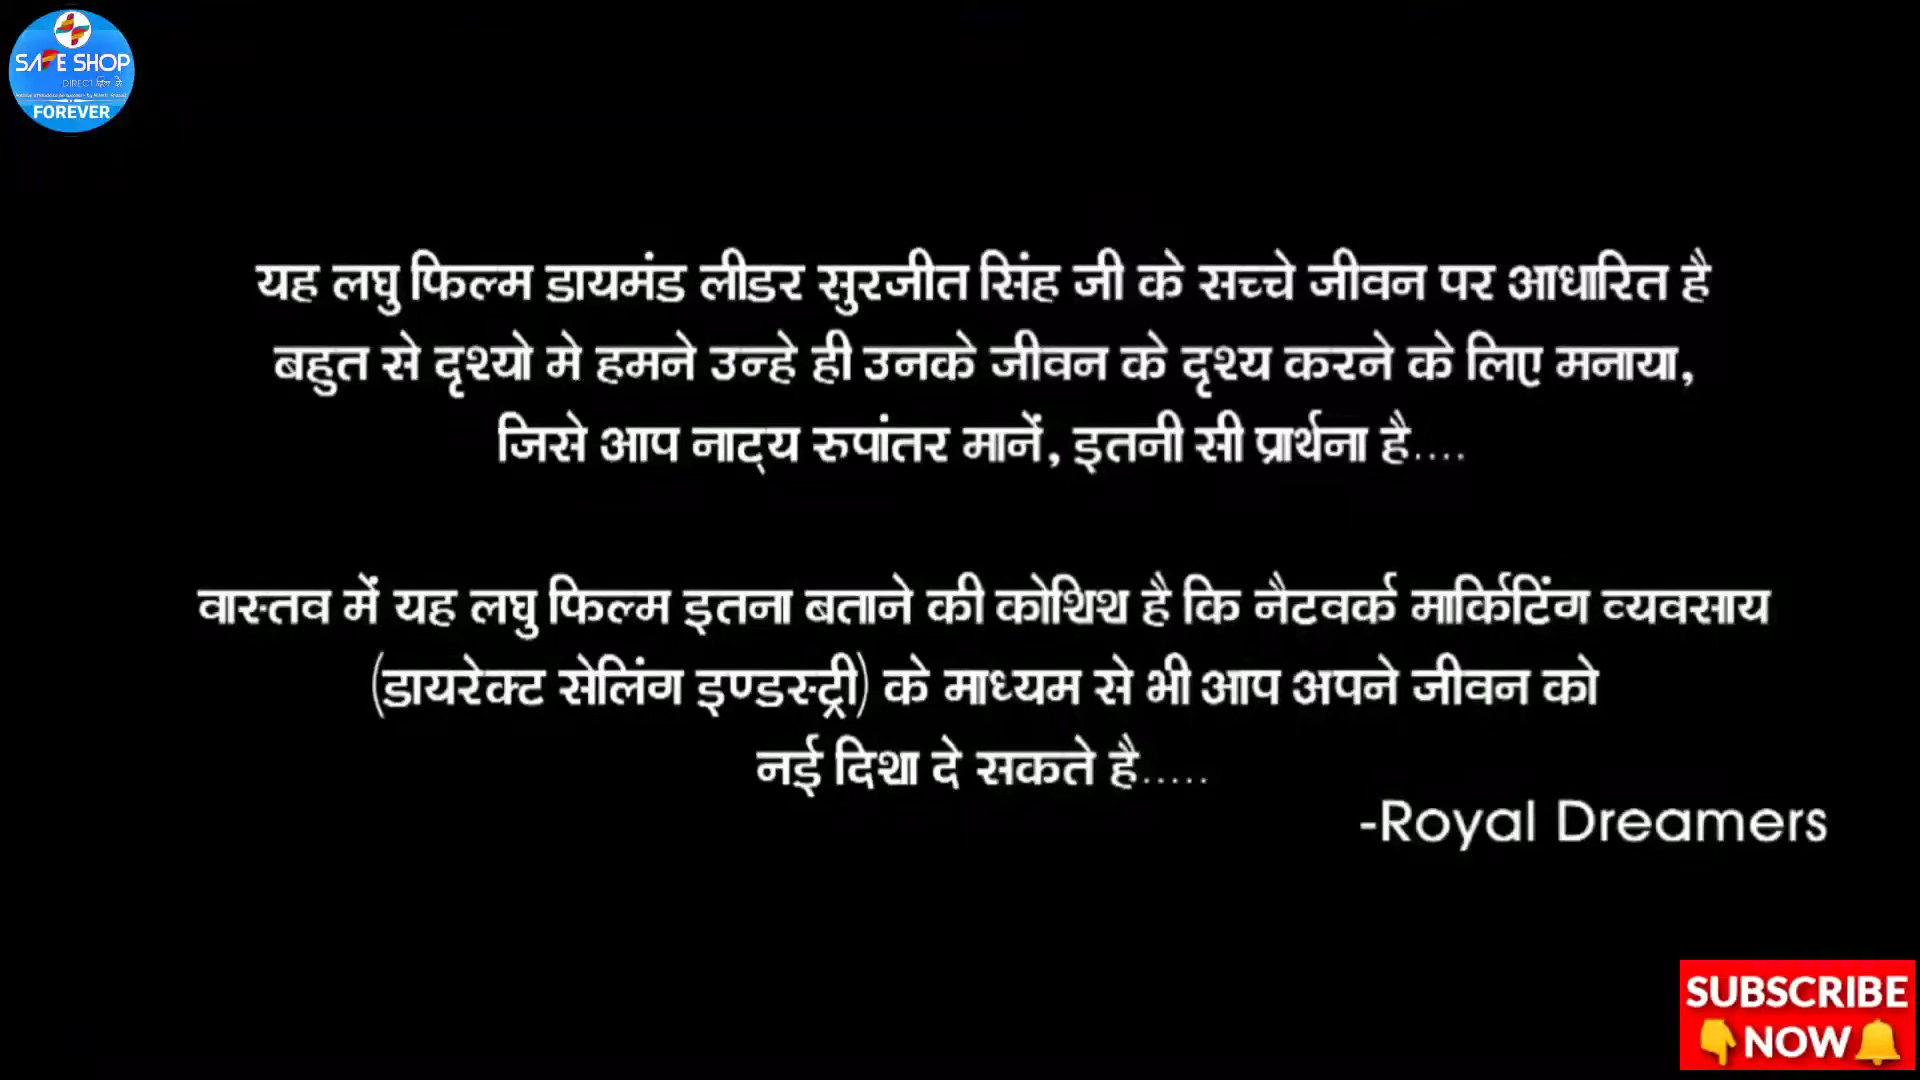 SAFE SHOP
DIRECT दिल से
FOREVER
यह लघु फिल्म डायमंड लीडर सुरजीत सिंह जी के सच्चे जीवन पर आधारित है
बहुत से दृश्यो मे हमने उन्हे ही उनके जीवन के दृश्य करने के लिए मनाया,
जिसे आप नाट्य रुपांतर मानें, इतनी सी प्रार्थना है....
वास्तव में यह लघु फिल्म इतना बताने की कोशिश है कि नैटवर्क मार्किटिंग व्यवसाय
(डायरेक्ट सेलिंग इण्डस्ट्री) के माध्यम से भी आप अपने जीवन को
नई दिशा दे सकते है.....
-Royal Dreamers
SUBSCRIBE
👇NOW🔔